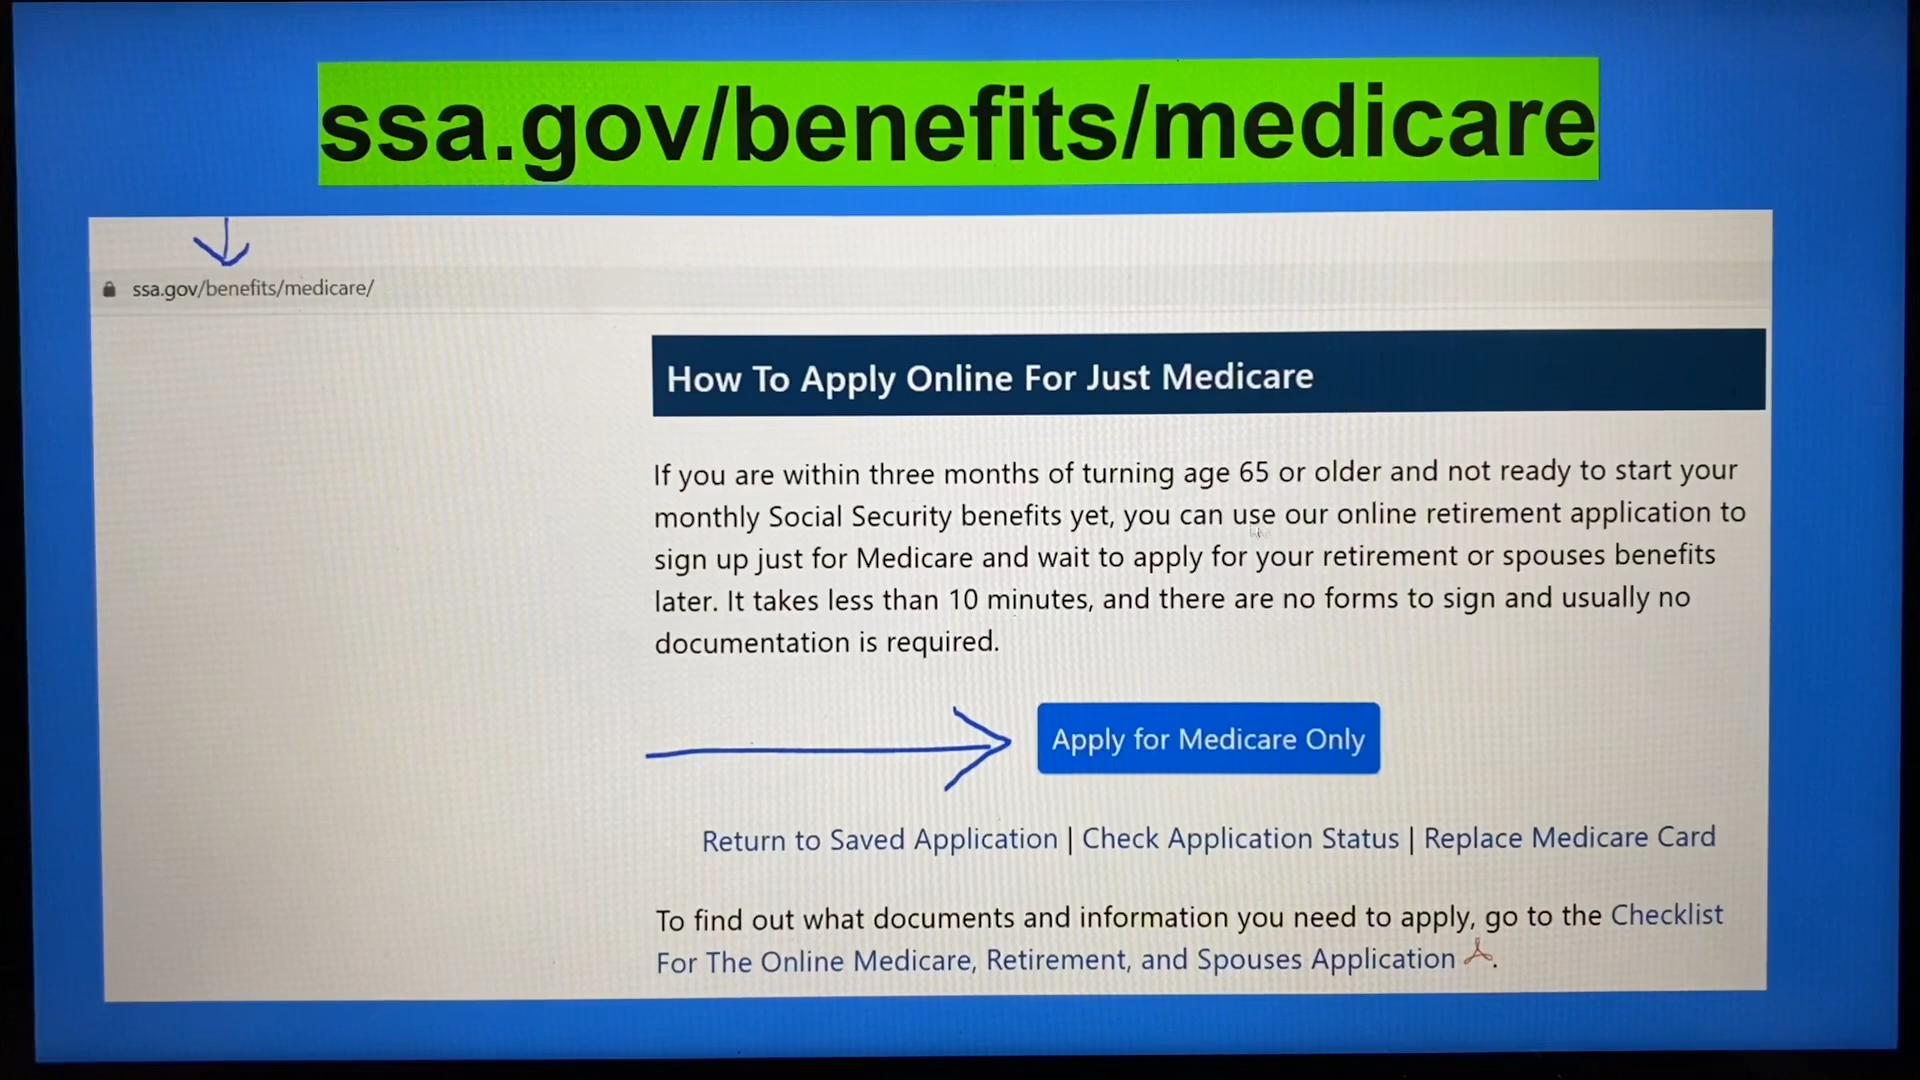 ssa.gov/benefits/medicare
ssa.gov/benefits/medicare/
How To Apply Online For Just Medicare
If you are within three months of turning age 65 or older and not ready to start your
monthly Social Security benefits yet, you can use our online retirement application to
sign up just for Medicare and wait to apply for your retirement or spouses benefits
later. It takes less than 10 minutes, and there are no forms to sign and usually no
documentation is required.
Apply for Medicare Only
Return to Saved Application | Check Application Status | Replace Medicare Card
To find out what documents and information you need to apply, go to the Checklist
For The Online Medicare, Retirement, and Spouses Application .